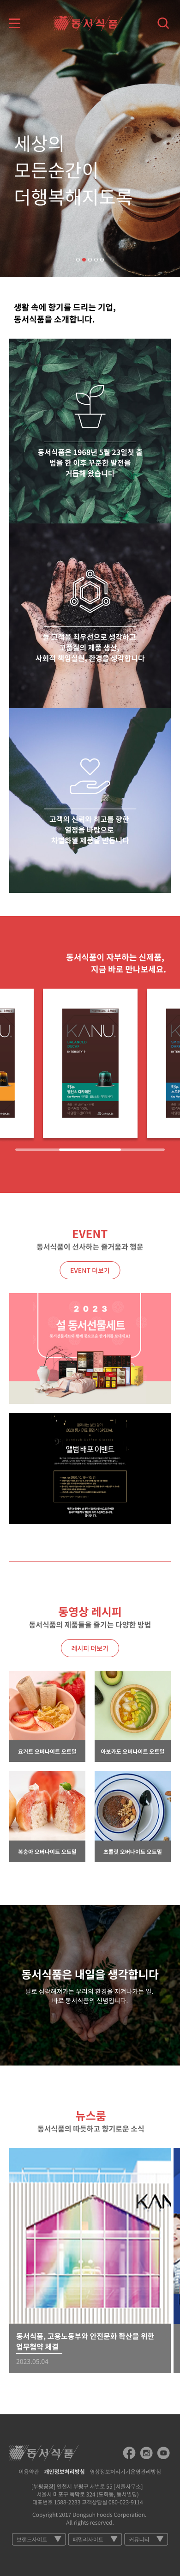 동서식품
세상의
모든순간이
더행복해지도록
생활 속에 향기를 드리는 기업,
동서식품을 소개합니다.
동서식품은 1968년 5월 23일첫 출
범을 한 이후 꾸준한 발전을
거듭해 왔습니다
최우선으로 생각하고
고품질의 제품 생산,
사회적 책임실현, 환경을 생각합니다
고객의 신뢰와 최고를 향한
열정을 바탕으로
차별화될 제품을 만듭니다
동서식품이 자부하는 신제품,
지금 바로 만나보세요.
KANU
KANU
카누
EVENT
동서식품이 선사하는 즐거움과 행운
EVENT 더보기
2023
설 동서선물세트
앨범 배포 이벤트
동영상 레시피
동서식품의 제품들을 즐기는 다양한 방법
레시피 더보기
요거트 오버나이트 오트밀
아보카도 오버나이트 오트밀
복숭아 오버나이트 오트밀
초콜릿 오버나이트 오트밀
동서식품은 내일을 생각합니다
날로 심각해져가는 우리의 환경을 지켜나가는 일.
바로 동서식품의 신념입니다.
뉴스룸
동서식품의 따듯하고 향기로운 소식
KAN
동서식품, 고용노동부와 안전문화 확산을 위한
업무협약 체결
2023.05.04
동서식품
이용약관 개인정보처리방침 영상정보처리기기운영관리방침
[부평공장] 인천시 부평구 새벌로 55 [서울사무소]
서울시 마포구 독막로 324 (도화동, 동서빌딩)
대표번호 1588-2233 고객상담실 080-023-9114
Copyright 2017 Dongsuh Foods Corporation.
All rights reserved.
브랜드사이트
패밀리사이트
커뮤니티